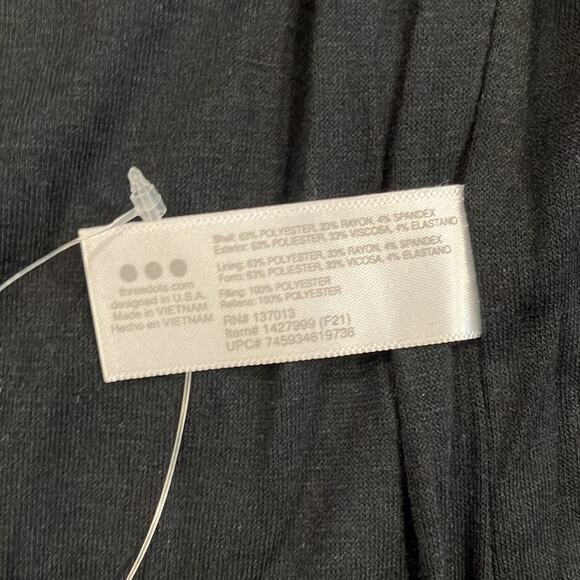 threedots.com
designed in U.S.A.
Made in VIETNAM
Hecho en VIETNAM
Shell: 63% POLYESTER, 33% RAYON, 4% SPANDEX
Exterior: 63% POLIESTER, 33% VISCOSA, 4% ELASTANO
Lining: 63% POLYESTER, 33% RAYON, 4% SPANDEX
Forro: 63% POLIESTER, 33% VICOSA, 4% ELASTANO
Filling: 100% POLYESTER
Relleno: 100% POLIESTER
RN# 137013
Item# 1427999 (F21)
UPC# 745934619736